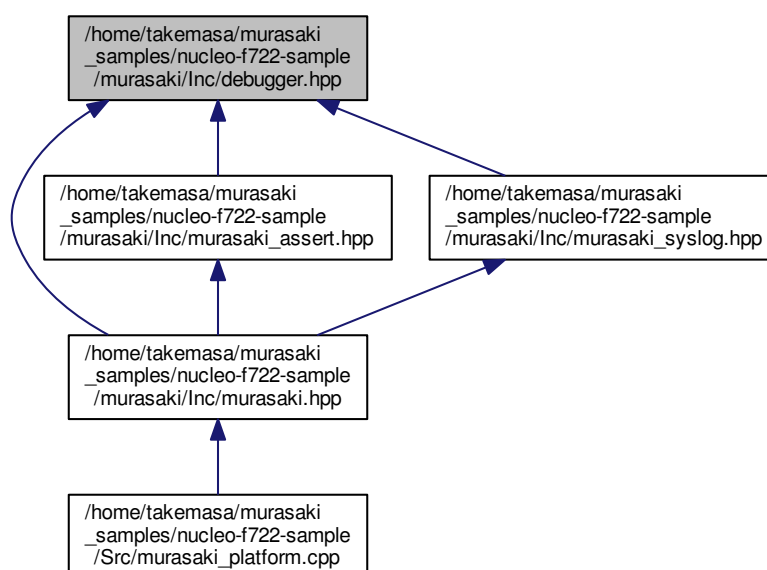 /home/takemasa/murasaki
_samples/nucleo-f722-sample
/murasaki/Inc/debugger.hpp
/home/takemasa/murasaki
_samples/nucleo-f722-sample
/murasaki/Inc/murasaki_assert.hpp
/home/takemasa/murasaki
_samples/nucleo-f722-sample
/murasaki/Inc/murasaki_syslog.hpp
/home/takemasa/murasaki
_samples/nucleo-f722-sample
/murasaki/Inc/murasaki.hpp
/home/takemasa/murasaki
_samples/nucleo-f722-sample
/Src/murasaki_platform.cpp